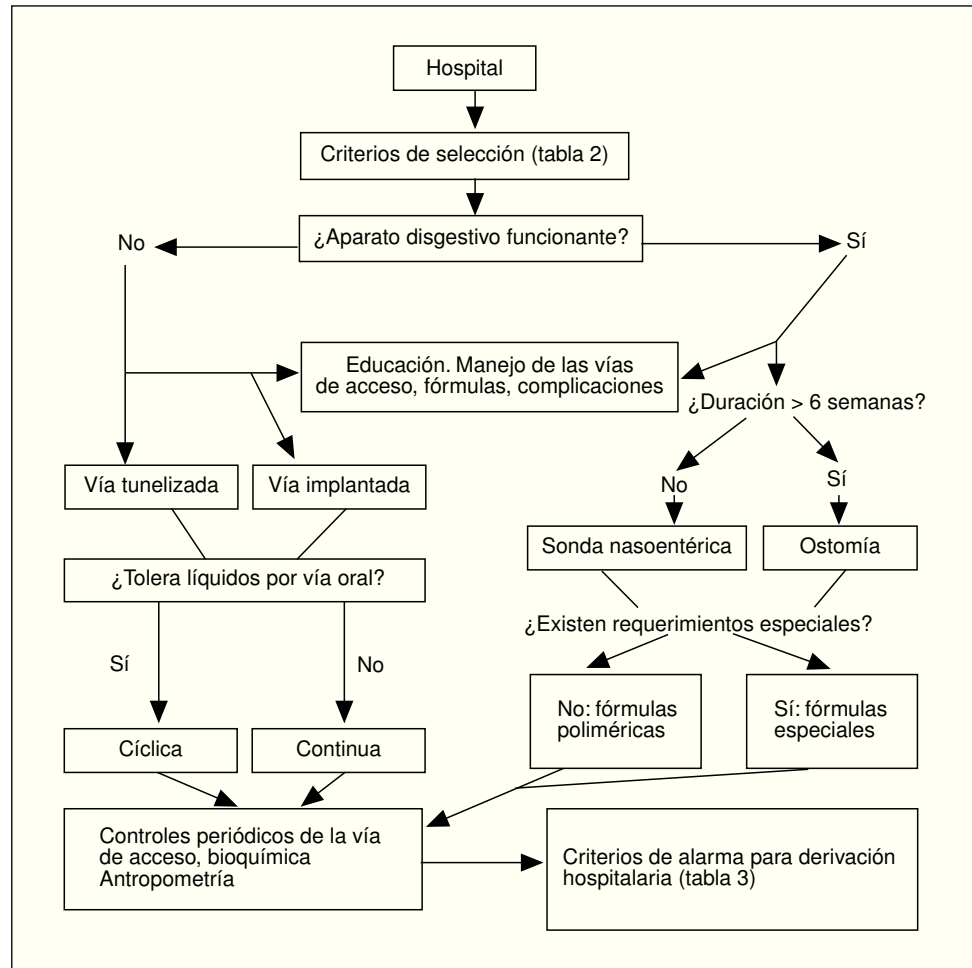 Hospital
Criterios de selección (tabla 2)
¿Aparato disgestivo funcionante?
No
Sí
Educación. Manejo de las vías
de acceso, fórmulas, complicaciones
¿Duración > 6 semanas?
Vía tunelizada
Vía implantada
No
Sí
Sonda nasoentérica
Ostomía
¿Tolera líquidos por vía oral?
¿Existen requerimientos especiales?
Sí
No
No: fórmulas
poliméricas
Sí: fórmulas
especiales
Cíclica
Continua
Controles periódicos de la vía
de acceso, bioquímica
Antropometría
Criterios de alarma para derivación
hospitalaria (tabla 3)